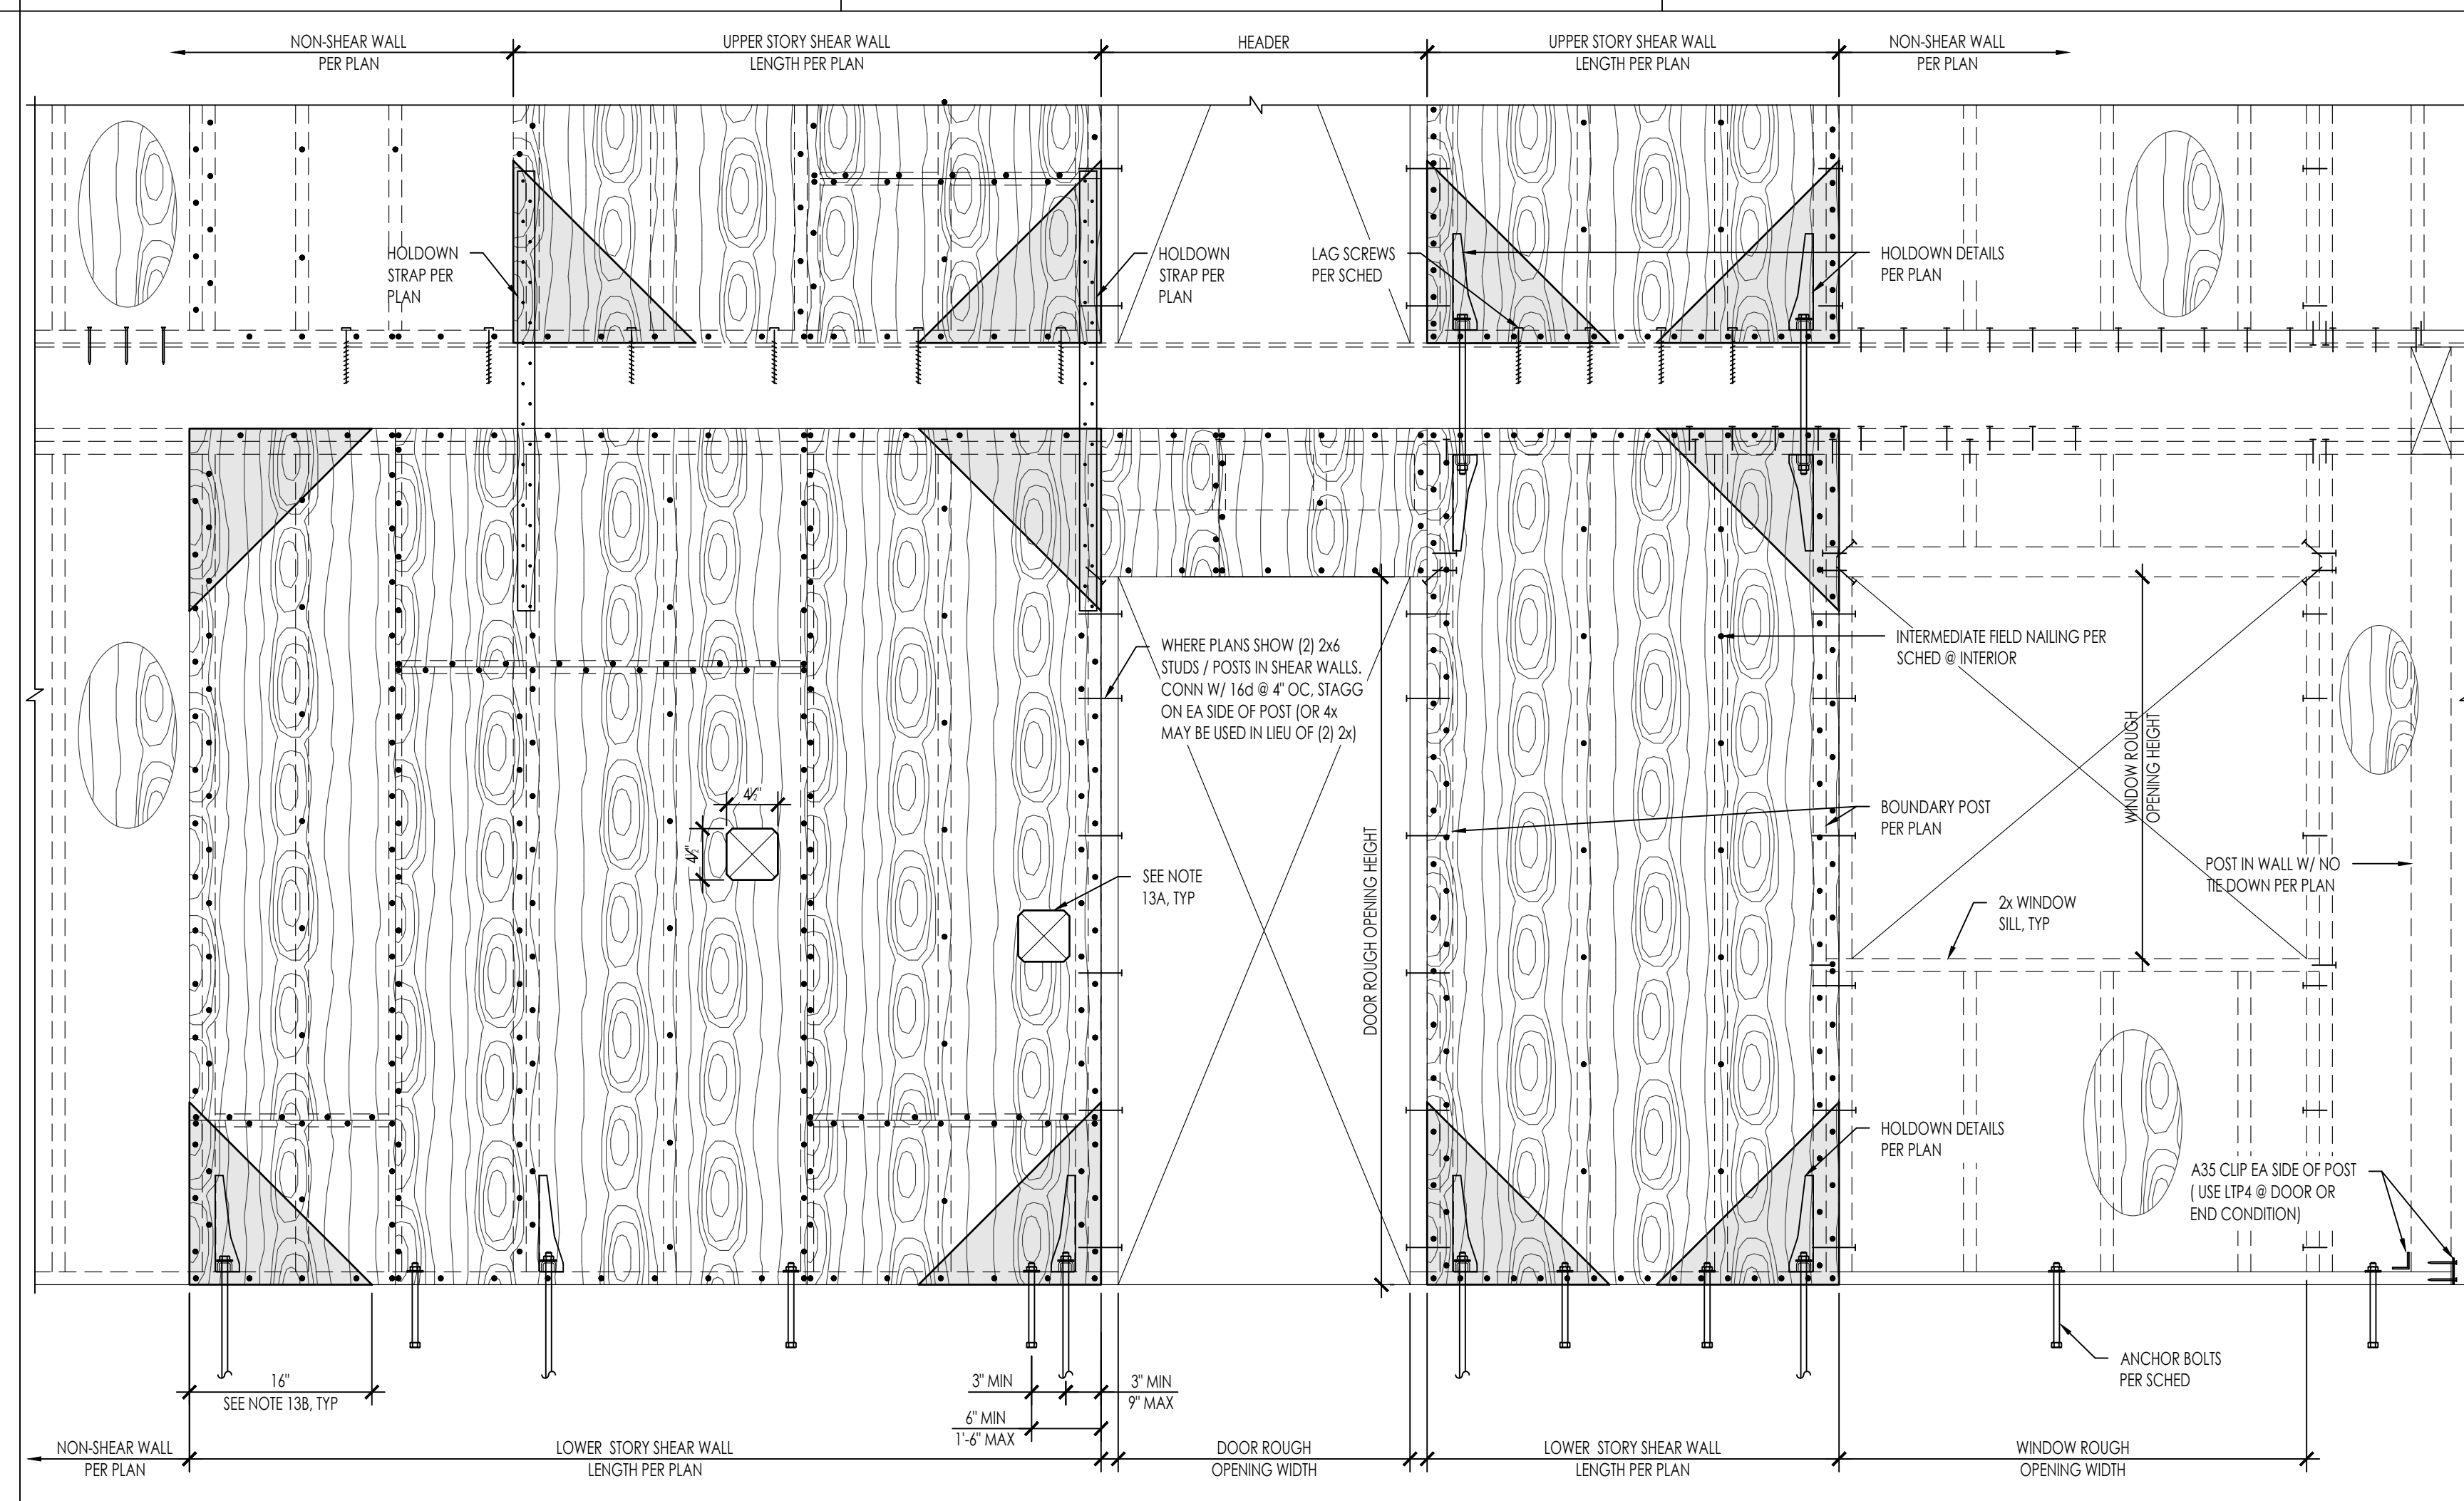 NON-SHEAR WALL
PER PLAN
UPPER STORY SHEAR WALL
LENGTH PER PLAN
HEADER
UPPER STORY SHEAR WALL
LENGTH PER PLAN
NON-SHEAR WALL
PER PLAN
HOLDOWN
STRAP PER
PLAN
HOLDOWN
STRAP PER
PLAN
LAG SCREWS
PER SCHED
HOLDOWN DETAILS
PER PLAN
WHERE PLANS SHOW (2) 2x6
STUDS / POSTS IN SHEAR WALLS.
CONN W/ 16d @ 4" OC, STAGG
ON EA SIDE OF POST (OR 4x
MAY BE USED IN LIEU OF (2) 2x)
INTERMEDIATE FIELD NAILING PER
SCHED @ INTERIOR
WINDOW ROUGH
OPENING HEIGHT
4½"
4½"
BOUNDARY POST
PER PLAN
DOOR ROUGH OPENING HEIGHT
POST IN WALL W/ NO
TIE DOWN PER PLAN
SEE NOTE
13A, TYP
2x WINDOW
SILL, TYP
HOLDOWN DETAILS
PER PLAN
A35 CLIP EA SIDE OF POST
( USE LTP4 @ DOOR OR
END CONDITION)
ANCHOR BOLTS
PER SCHED
16"
SEE NOTE 13B, TYP
3" MIN
3" MIN
9" MAX
6" MIN
1'-6" MAX
NON-SHEAR WALL
PER PLAN
LOWER STORY SHEAR WALL
LENGTH PER PLAN
DOOR ROUGH
OPENING WIDTH
LOWER STORY SHEAR WALL
LENGTH PER PLAN
WINDOW ROUGH
OPENING WIDTH